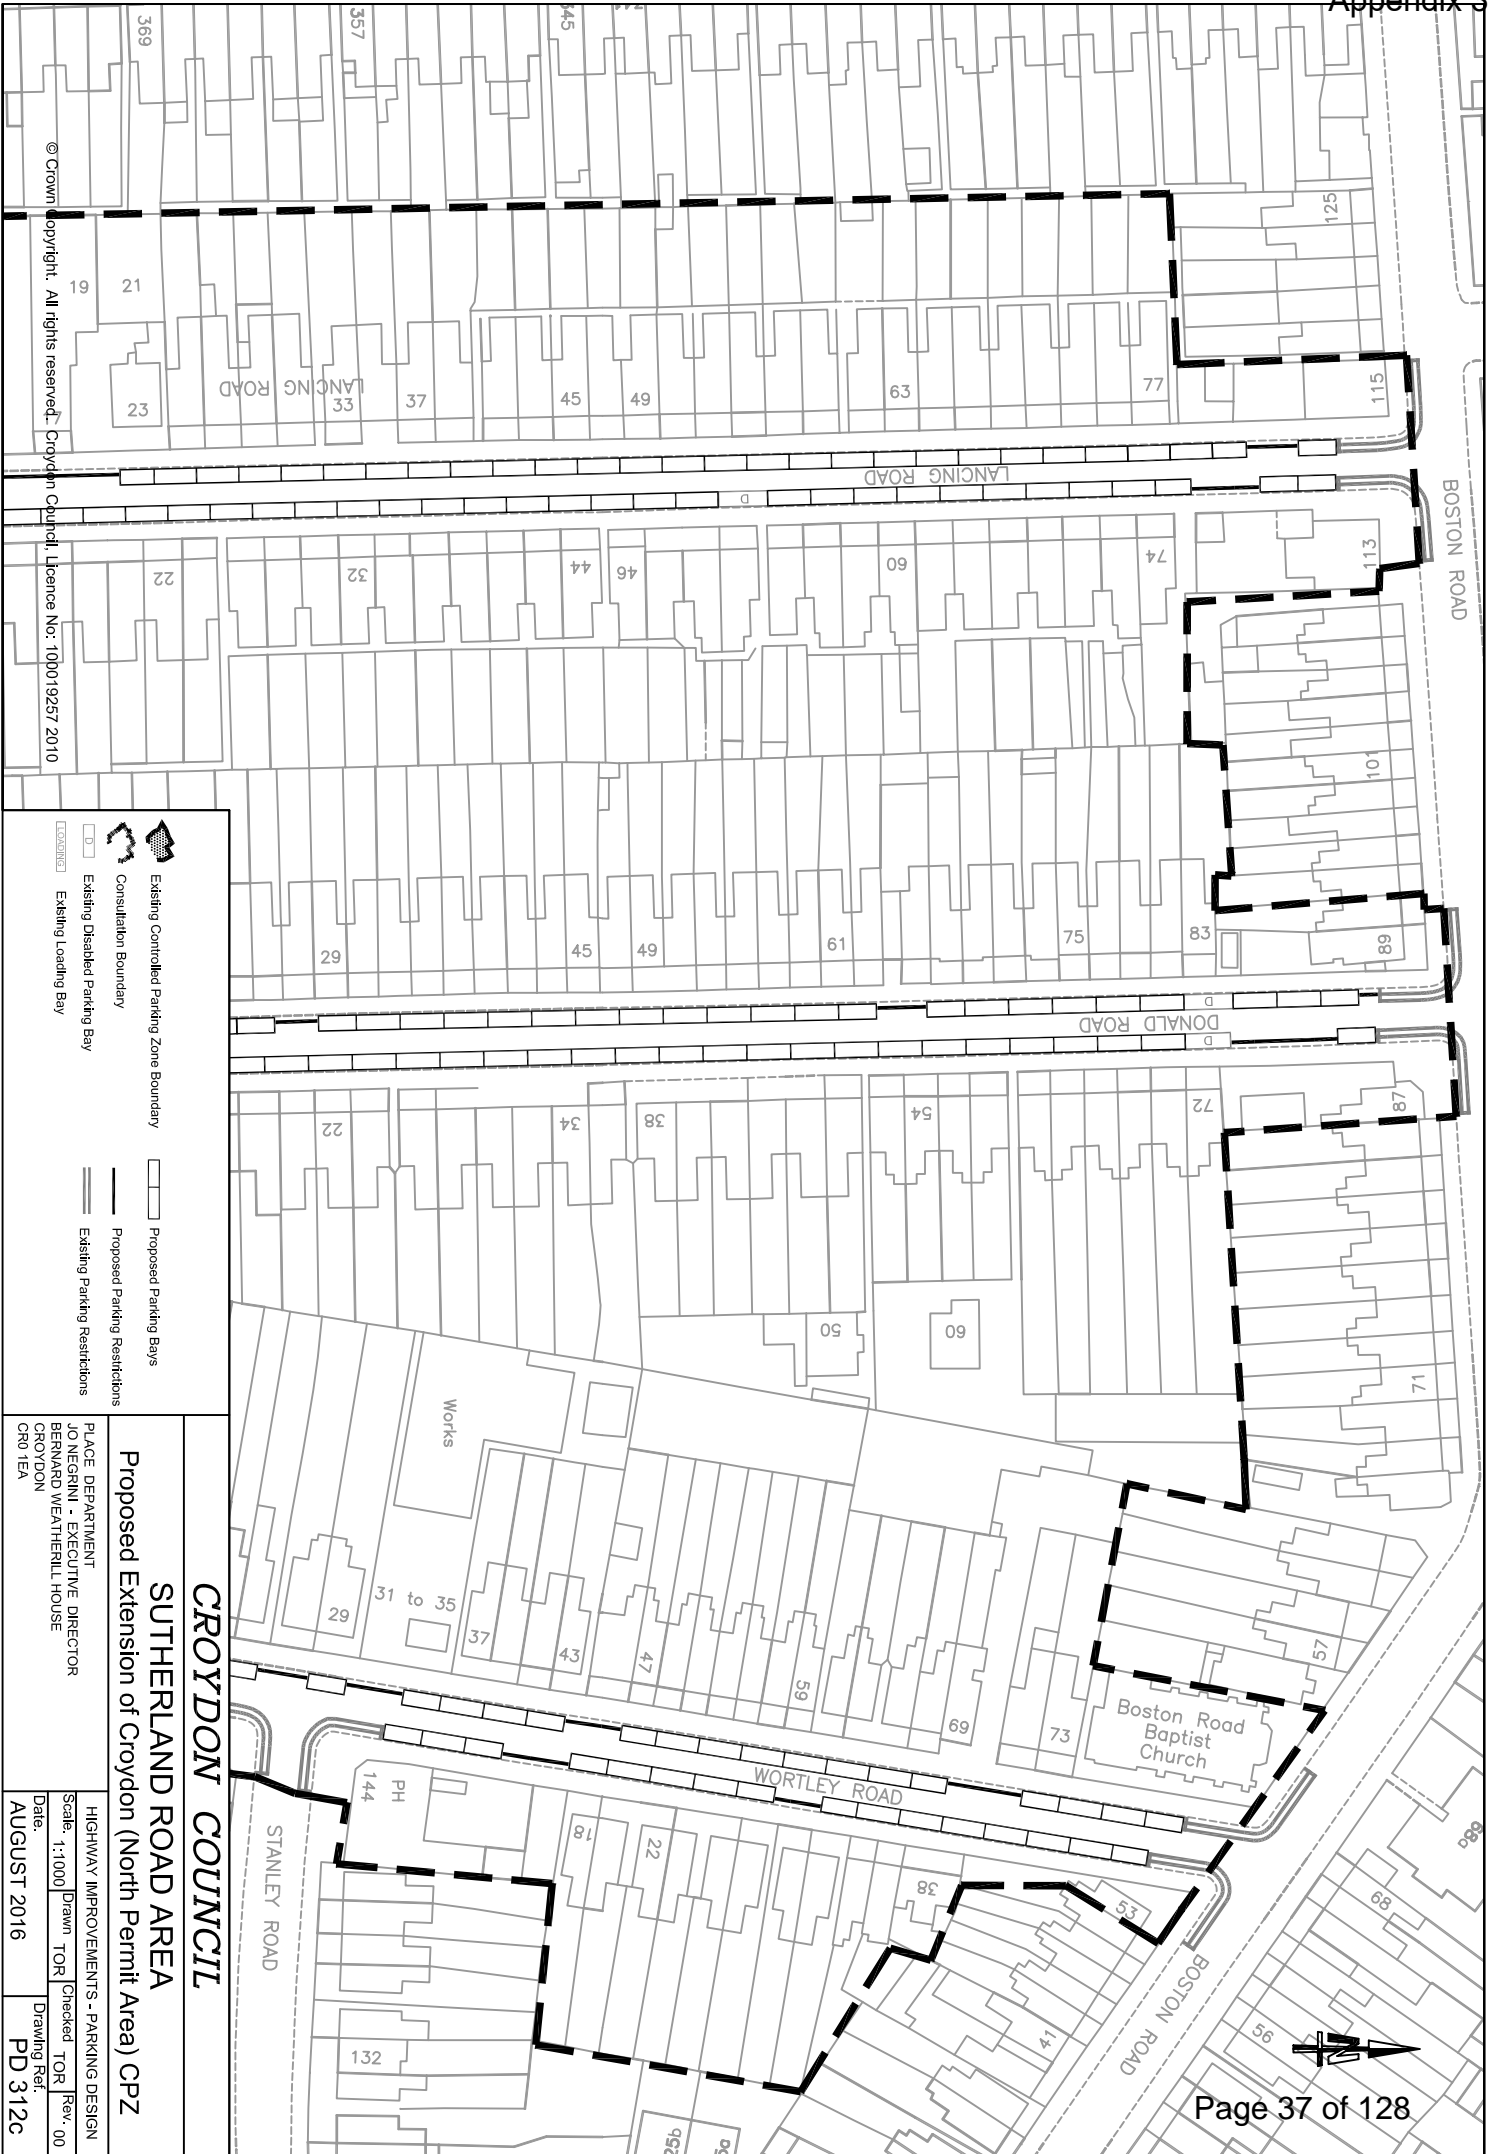 Appendix 3
369
357
345
125
19
21
© Crown Copyright. All rights reserved. Croydon Council, Licence No: 100019257 2010
LANCING ROAD
23
33
37
45
49
63
77
115
LANCING ROAD
D
BOSTON ROAD
22
32
44
46
60
74
113
101
29
45
49
61
75
83
89
D
DONALD ROAD
D
22
34
38
54
72
87
50
60
71
Works
29
31 to 35
37
43
47
59
69
73
57
Boston Road
Baptist
Church
WORTLEY ROAD
144
PH
18
22
38
53
41
STANLEY ROAD
132
BOSTON ROAD
68
56
N
Existing Controlled Parking Zone Boundary
Consultation Boundary
D
Existing Disabled Parking Bay
LOADING
Existing Loading Bay
Proposed Parking Bays
Proposed Parking Restrictions
Existing Parking Restrictions
CROYDON COUNCIL
SUTHERLAND ROAD AREA
Proposed Extension of Croydon (North Permit Area) CPZ
PLACE DEPARTMENT
JO NEGRINI - EXECUTIVE DIRECTOR
BERNARD WEATHERILL HOUSE
CROYDON
CR0 1EA
HIGHWAY IMPROVEMENTS - PARKING DESIGN
Scale. 1:1000 Drawn TOR Checked TOR Rev. 00
Date. AUGUST 2016
Drawing Ref. PD 312c
Page 37 of 128